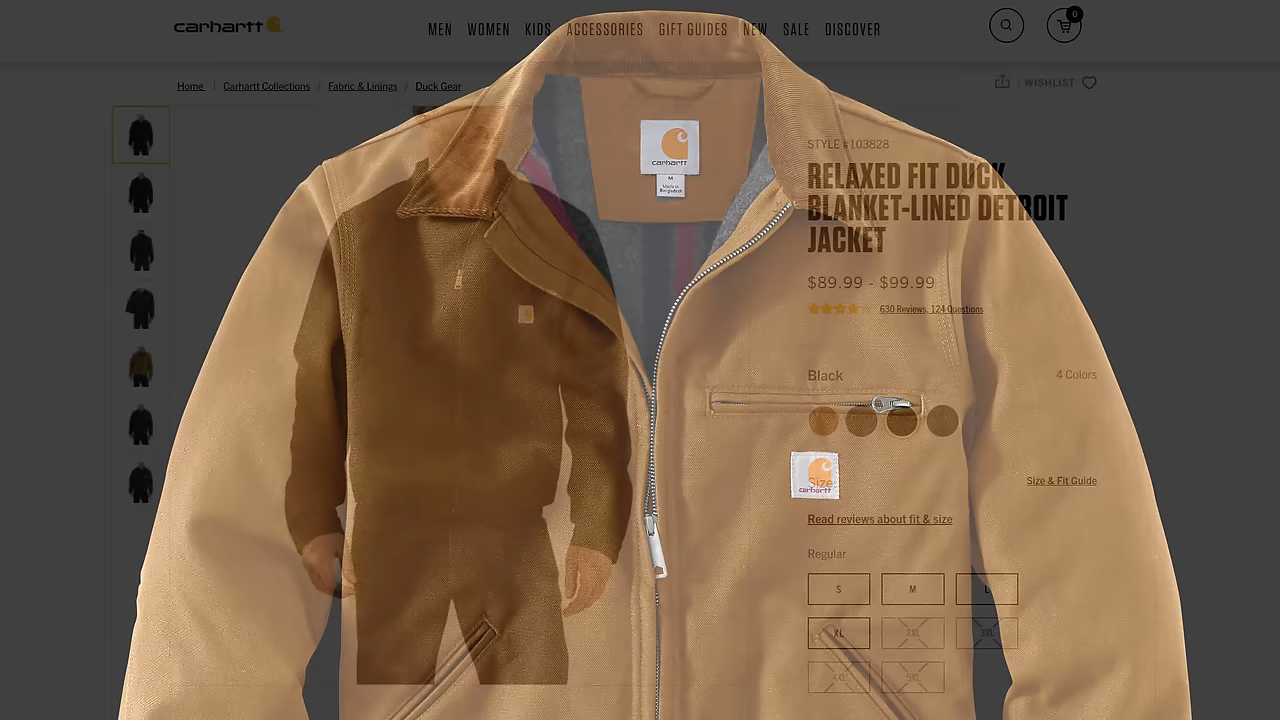 carhartt
MEN WOMEN KIDS ACCESSORIES GIFT GUIDES NEW SALE DISCOVER
0
Home / Carhartt Collections / Fabric & Linings / Duck Gear
WISHLIST
carhartt
M
Made in
Bangladesh
STYLE #103828
RELAXED FIT DUCK
BLANKET-LINED DETROIT
JACKET
$89.99 - $99.99
630 Reviews, 124 Questions
Black
4 Colors
carhartt
Size
Size & Fit Guide
Read reviews about fit & size
Regular
S M L
XL 2XL 3XL
4XL 5XL